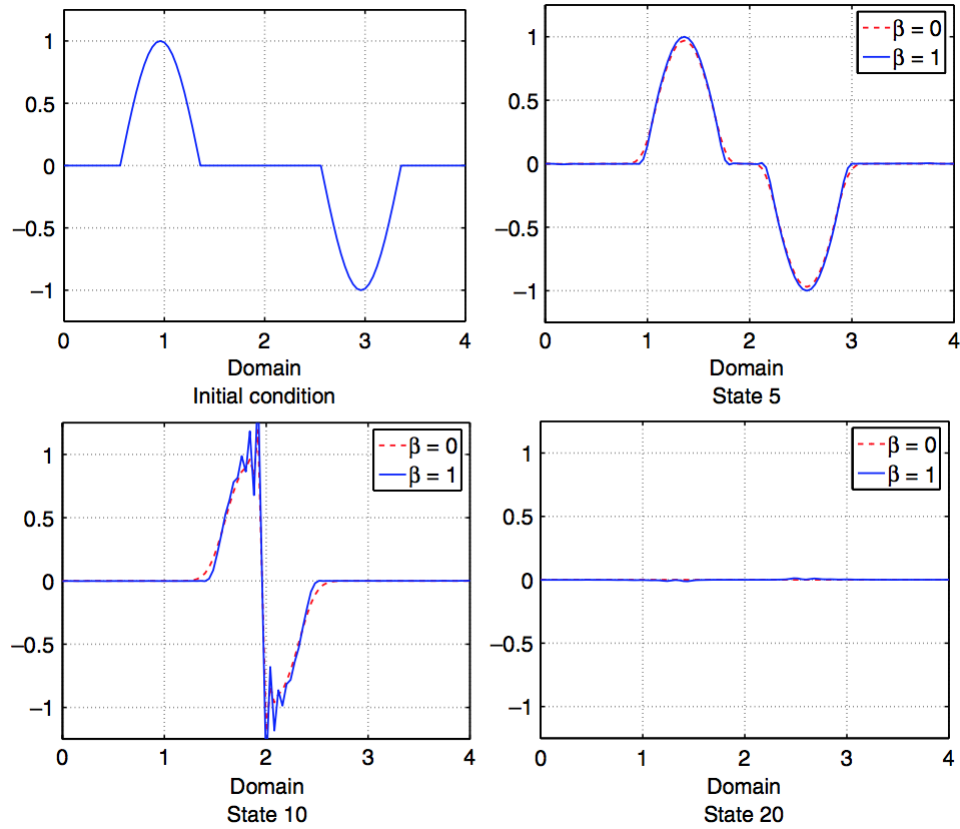 1
0.5
0
−0.5
−1
0 1 2 3 4
Domain
Initial condition
1
0.5
0
−0.5
−1
β = 0
β = 1
0 1 2 3 4
Domain
State 5
1
0.5
0
−0.5
−1
β = 0
β = 1
0 1 2 3 4
Domain
State 10
1
0.5
0
−0.5
−1
β = 0
β = 1
0 1 2 3 4
Domain
State 20